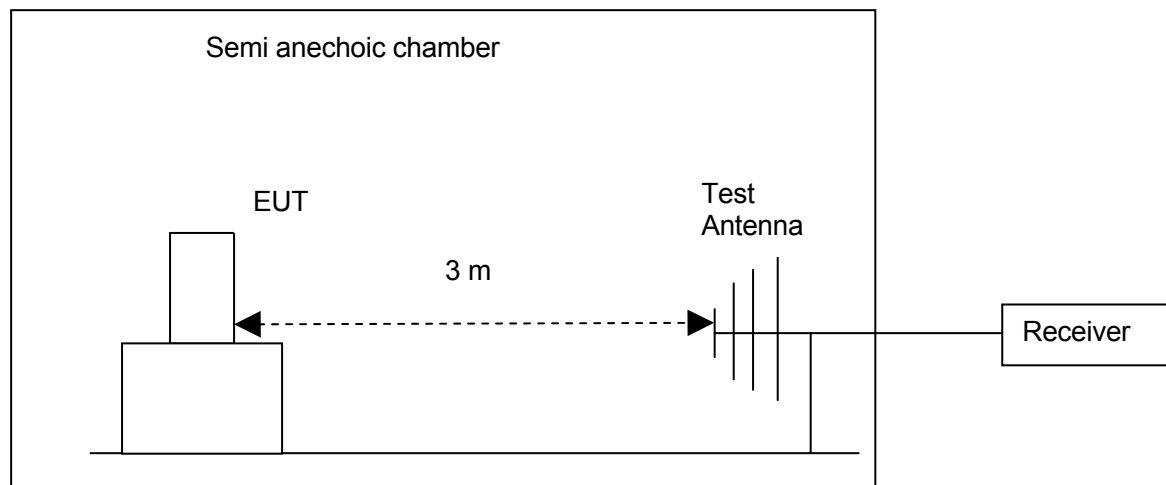 Semi anechoic chamber
EUT
Test
Antenna
3 m
Receiver